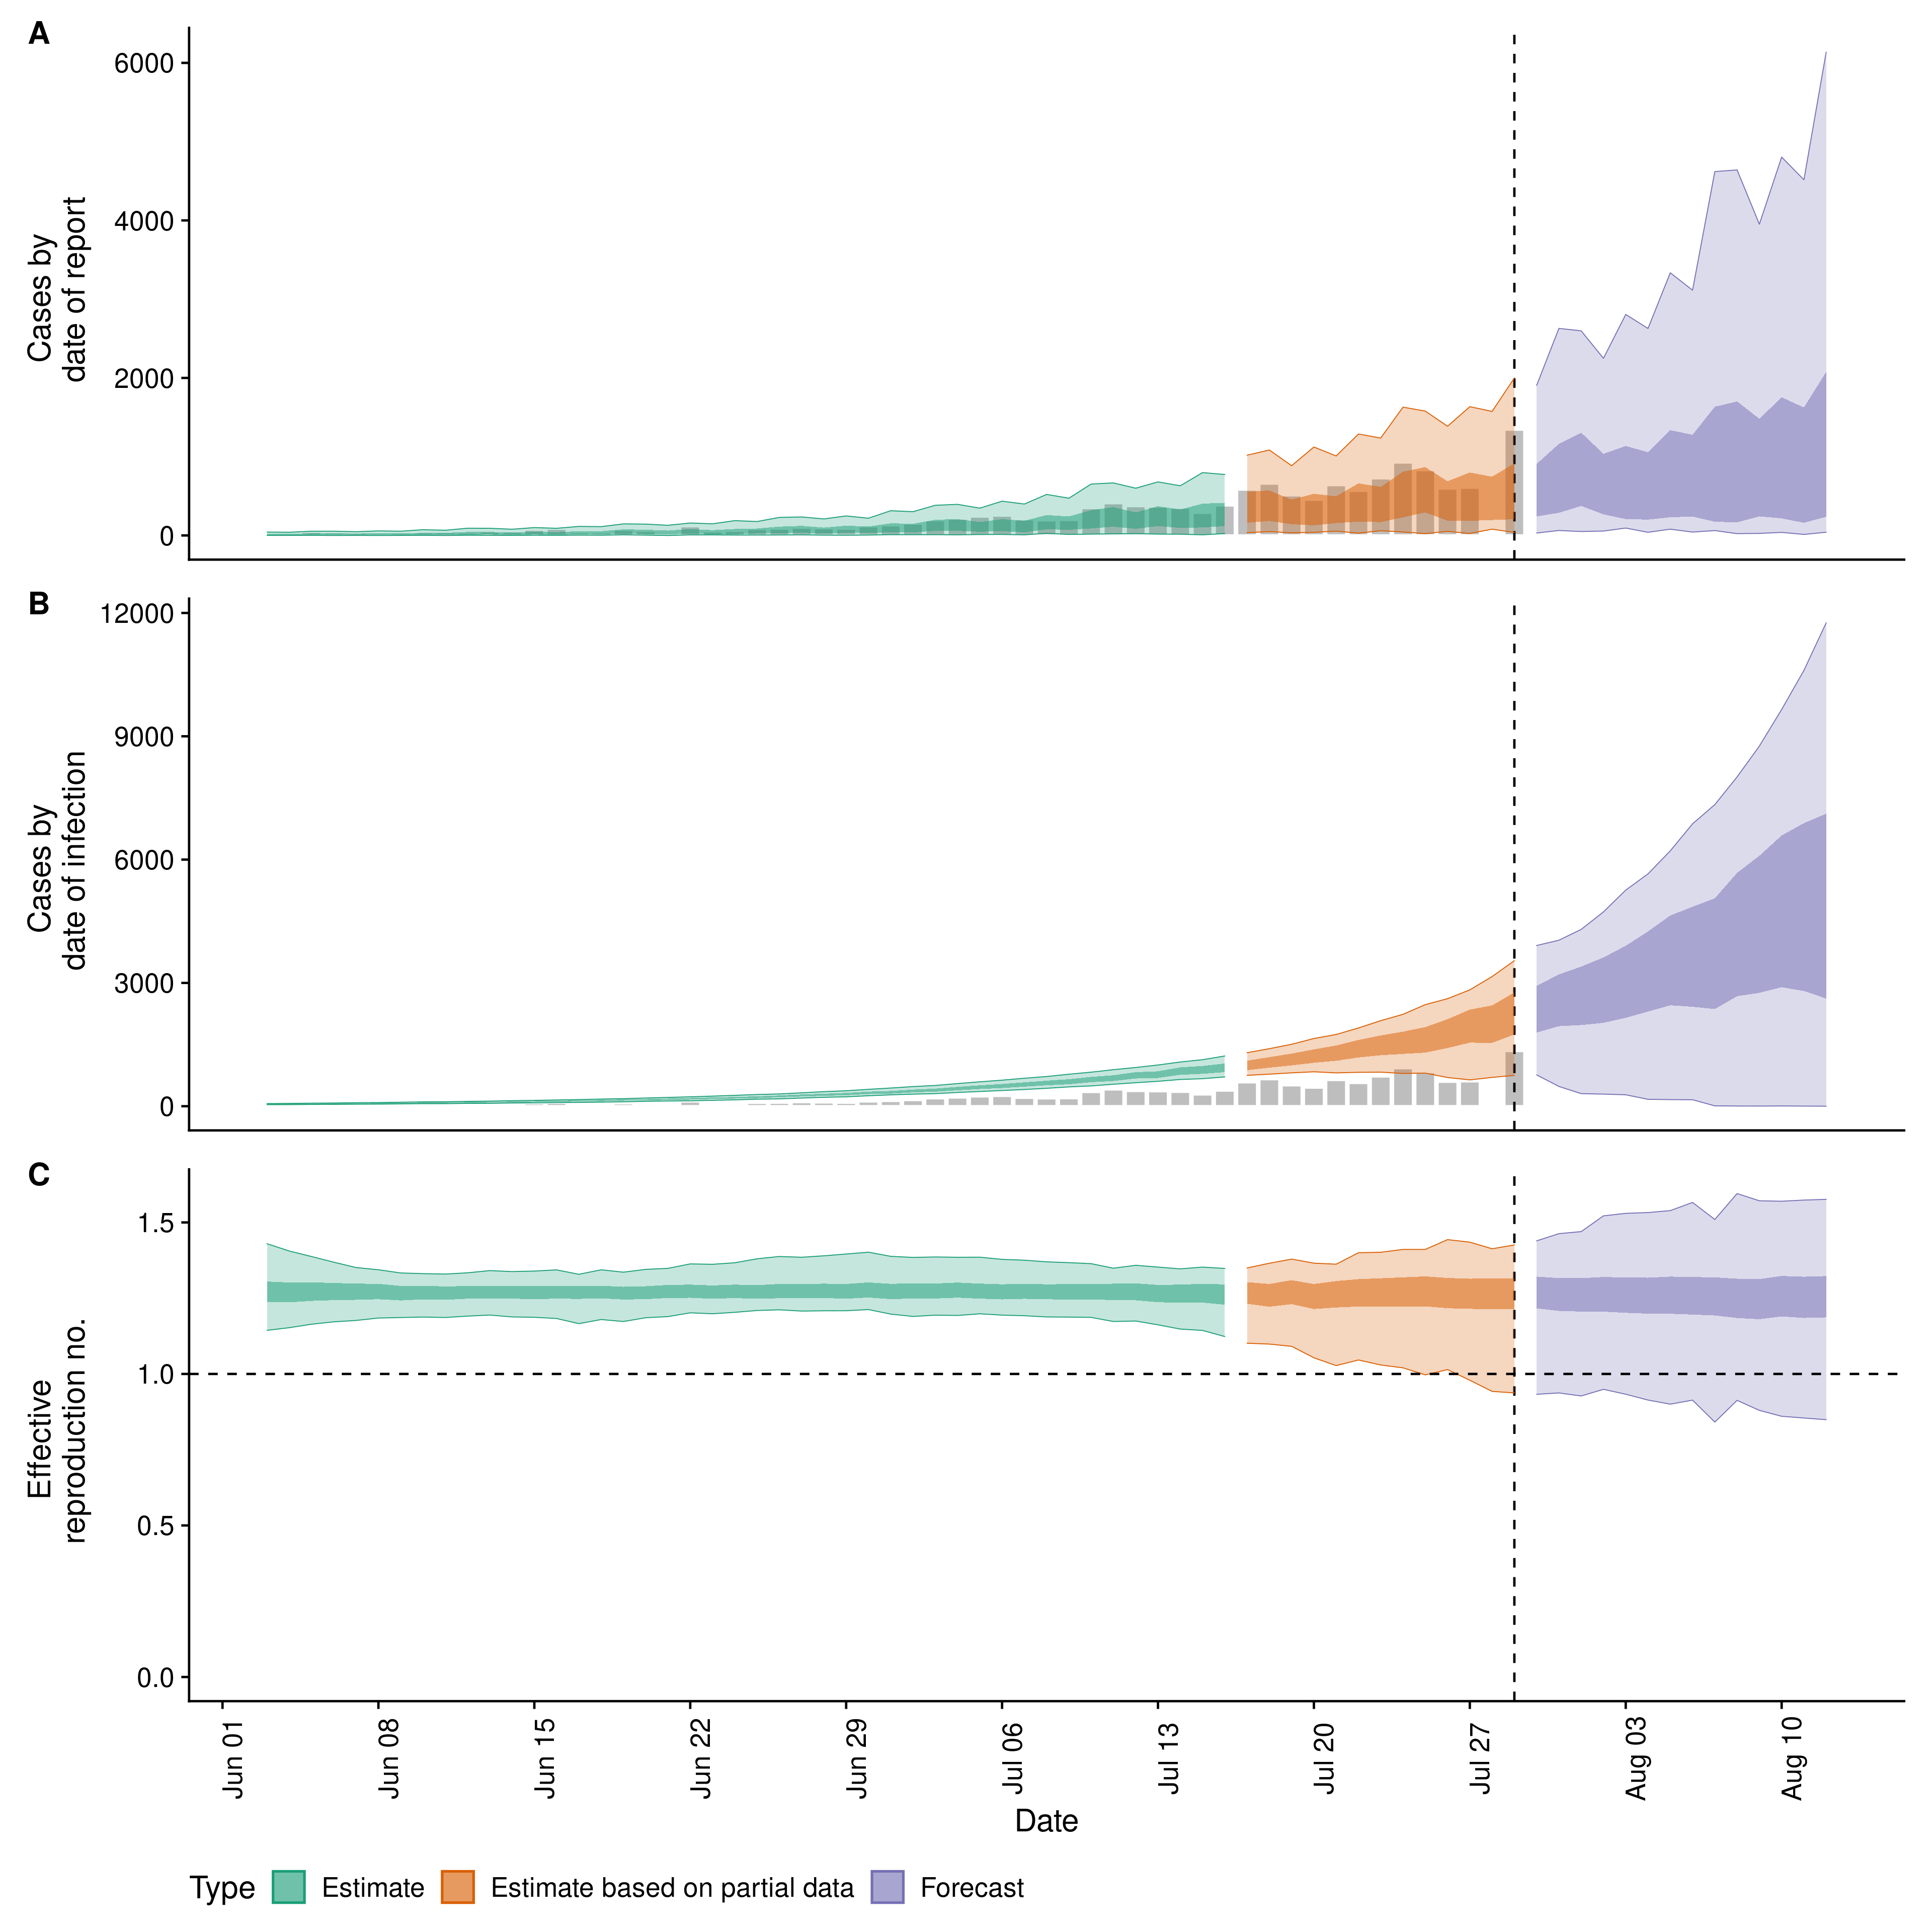 A
6000
4000
2000
0
Cases by
date of report
B
12000
9000
6000
3000
0
Cases by
date of infection
C
1.5
1.0
0.5
0.0
Effective
reproduction no.
Jun 01
Jun 08
Jun 15
Jun 22
Jun 29
Jul 06
Jul 13
Jul 20
Jul 27
Aug 03
Aug 10
Date
Type Estimate Estimate based on partial data Forecast